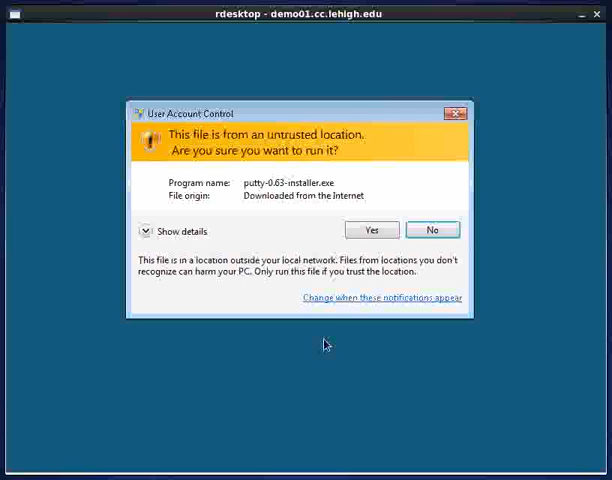 rdesktop - demo01.cc.lehigh.edu
User Account Control
This file is from an untrusted location.
Are you sure you want to run it?
Program name: putty-0.63-installer.exe
File origin: Downloaded from the Internet
Show details
Yes
No
This file is in a location outside your local network. Files from locations you don't
recognize can harm your PC. Only run this file if you trust the location.
Change when these notifications appear